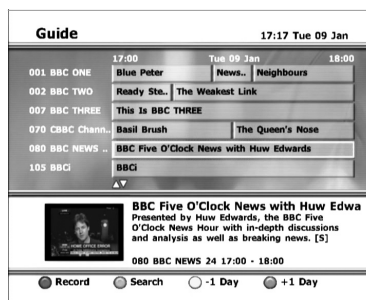 Guide 17:17 Tue 09 Jan
17:00 Tue 09 Jan 18:00
001 BBC ONE Blue Peter News.. Neighbours
002 BBC TWO Ready Ste.. The Weakest Link
007 BBC THREE This Is BBC THREE
070 CBBC Chann.. Basil Brush The Queen's Nose
080 BBC NEWS .. BBC Five O'Clock News with Huw Edwards
105 BBCi BBCi
BBC Five O'Clock News with Huw Edwa
Presented by Huw Edwards, the BBC Five
O'Clock News Hour with in-depth discussions
and analysis as well as breaking news. [S]
HOME OFFICE ERROR
080 BBC NEWS 24 17:00 - 18:00
Record Search -1 Day +1 Day